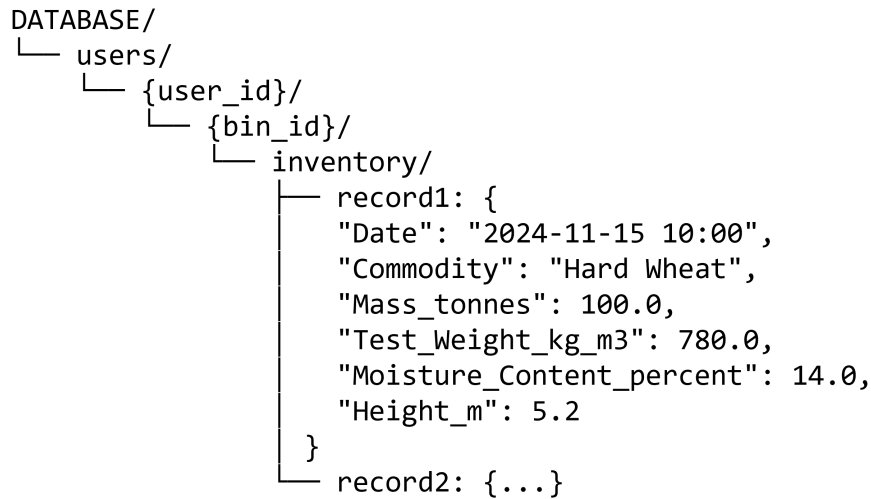 DATABASE/
└── users/
    └── {user_id}/
        └── {bin_id}/
            └── inventory/
                ├── record1: {
                │   "Date": "2024-11-15 10:00",
                │   "Commodity": "Hard Wheat",
                │   "Mass_tonnes": 100.0,
                │   "Test_Weight_kg_m3": 780.0,
                │   "Moisture_Content_percent": 14.0,
                │   "Height_m": 5.2
                │ }
                └── record2: {...}